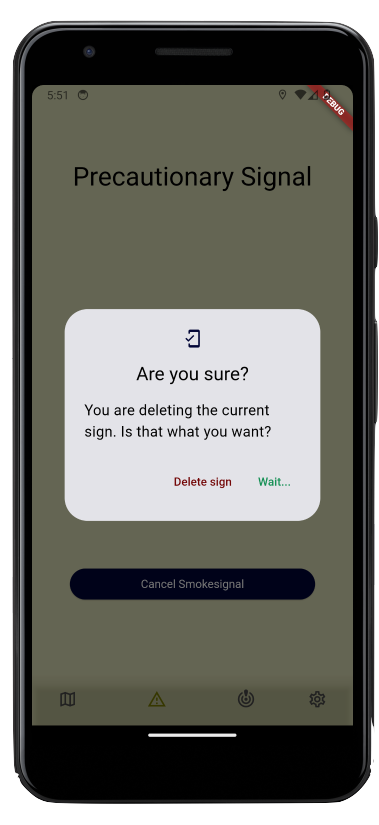 5:51
DEBUG
Precautionary Signal
Are you sure?
You are deleting the current
sign. Is that what you want?
Delete sign
Wait...
Cancel Smokesignal